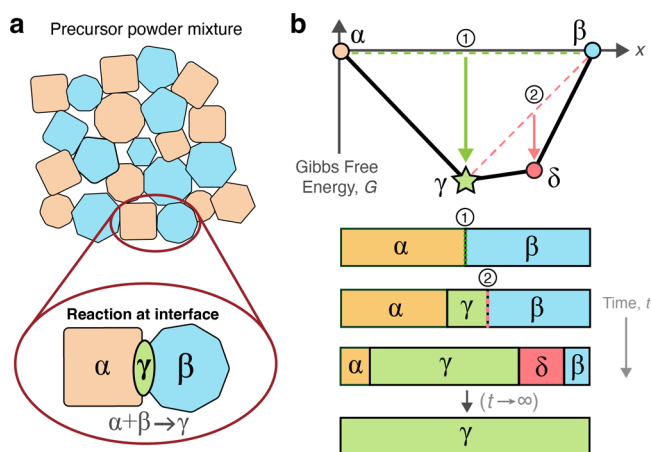 a
Precursor powder mixture
Reaction at interface
α
γ
β
α+β→γ
b
α
①
β
x
②
Gibbs Free
Energy, G
γ
δ
①
α
β
②
α
γ
β
Time, t
α
γ
δ
β
(t→∞)
γ